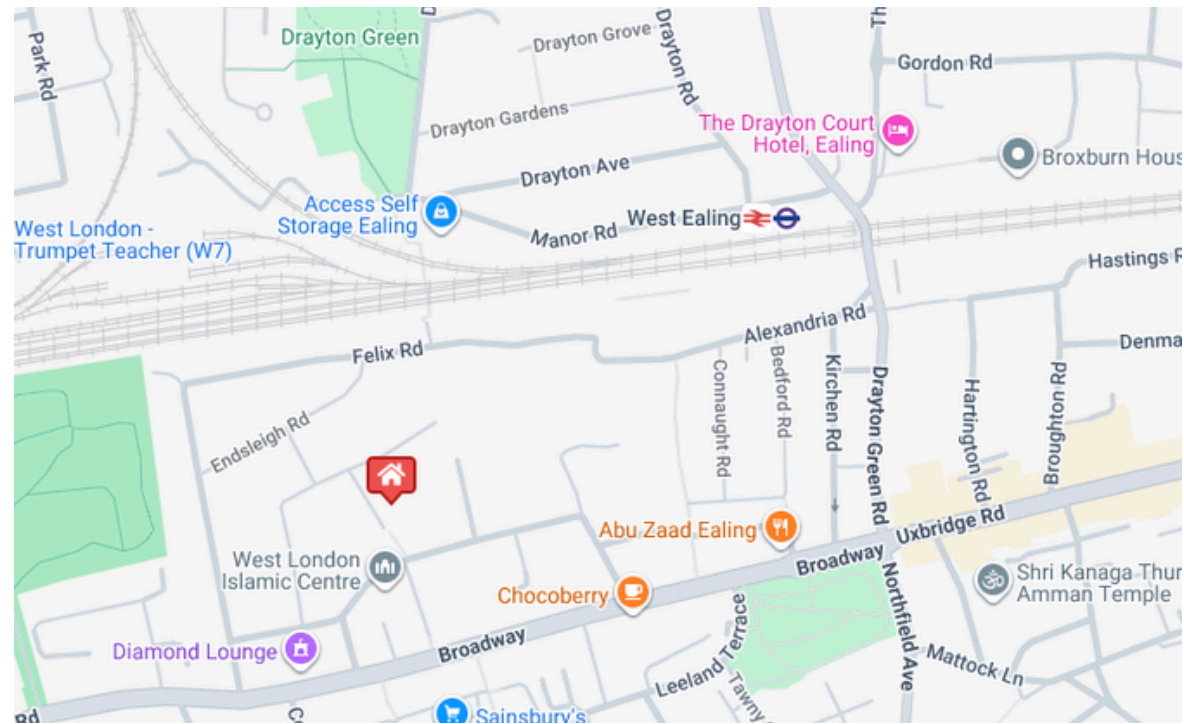 Park Rd
Drayton Green
D
Drayton Grove
Drayton Rd
Th
Gordon Rd
Drayton Gardens
The Drayton Court
Hotel, Ealing
Broxburn Hous
Drayton Ave
Access Self
Storage Ealing
West Ealing
Manor Rd
West London -
Trumpet Teacher (W7)
Hastings R
Alexandria Rd
Felix Rd
Denma
Connaught Rd
Bedford Rd
Kirchen Rd
Drayton Green Rd
Hartington Rd
Broughton Rd
Endsleigh Rd
Abu Zaad Ealing
Uxbridge Rd
Broadway
West London
Islamic Centre
Chocoberry
Shri Kanaga Thur
Amman Temple
Northfield Ave
Leeland Terrace
Broadway
Diamond Lounge
Mattock Ln
Tawny
Sainsbury's
Rd
Co